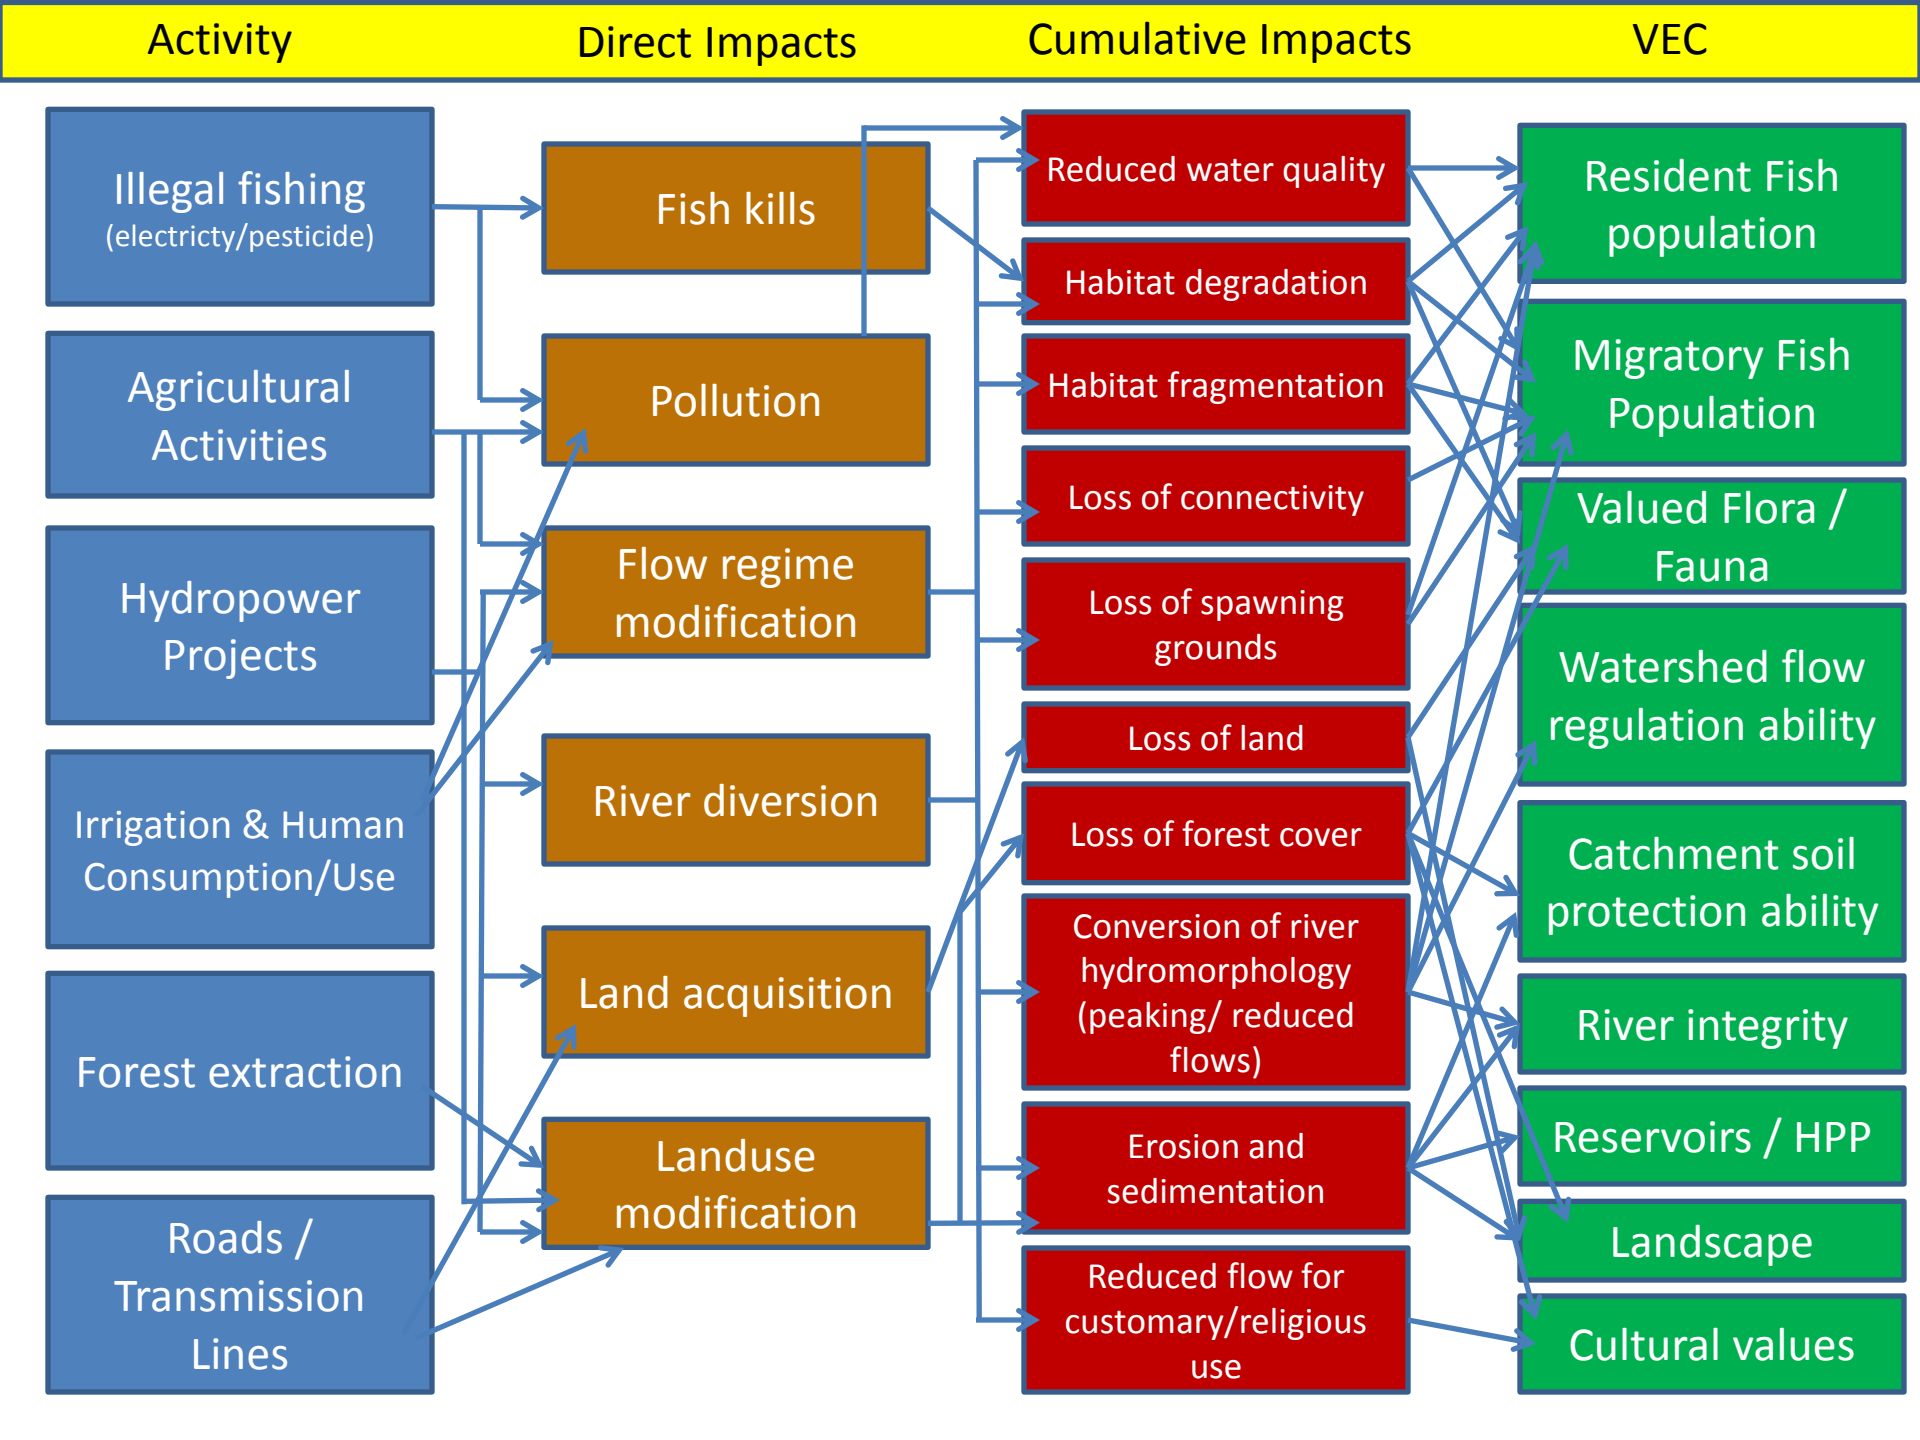 Activity
Direct Impacts
Cumulative Impacts
VEC
Illegal fishing
(electricty/pesticide)
Agricultural
Activities
Hydropower
Projects
Irrigation & Human
Consumption/Use
Forest extraction
Roads /
Transmission
Lines
Fish kills
Pollution
Flow regime
modification
River diversion
Land acquisition
Landuse
modification
Reduced water quality
Habitat degradation
Habitat fragmentation
Loss of connectivity
Loss of spawning
grounds
Loss of land
Loss of forest cover
Conversion of river
hydromorphology
(peaking/ reduced
flows)
Erosion and
sedimentation
Reduced flow for
customary/religious
use
Resident Fish
population
Migratory Fish
Population
Valued Flora /
Fauna
Watershed flow
regulation ability
Catchment soil
protection ability
River integrity
Reservoirs / HPP
Landscape
Cultural values